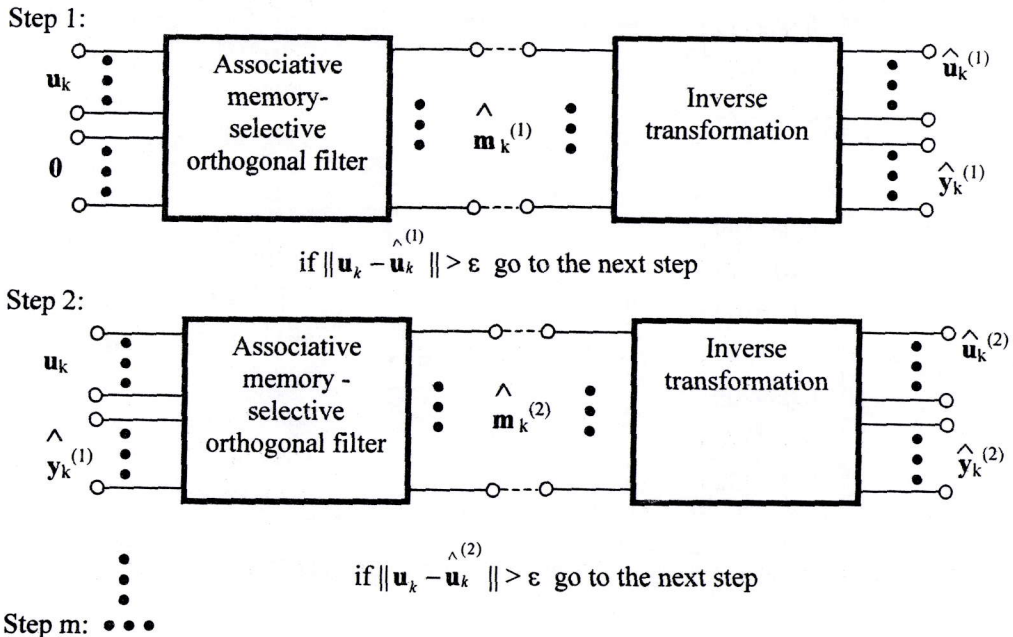 Step 1:
u_k
0
Associative
memory-
selective
orthogonal filter
m̂_k^(1)
Inverse
transformation
û_k^(1)
ŷ_k^(1)
if ‖u_k – û_k^(1)‖ > ε go to the next step
Step 2:
u_k
ŷ_k^(1)
Associative
memory -
selective
orthogonal filter
m̂_k^(2)
Inverse
transformation
û_k^(2)
ŷ_k^(2)
if ‖u_k – û_k^(2)‖ > ε go to the next step
Step m: